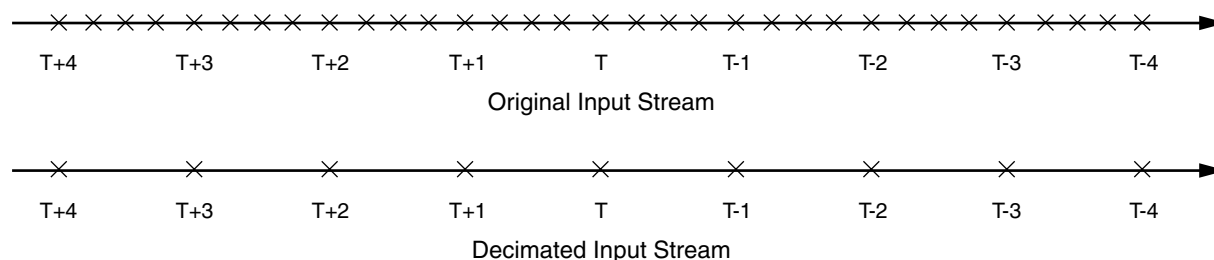 T+4 T+3 T+2 T+1 T T-1 T-2 T-3 T-4
Original Input Stream
T+4 T+3 T+2 T+1 T T-1 T-2 T-3 T-4
Decimated Input Stream